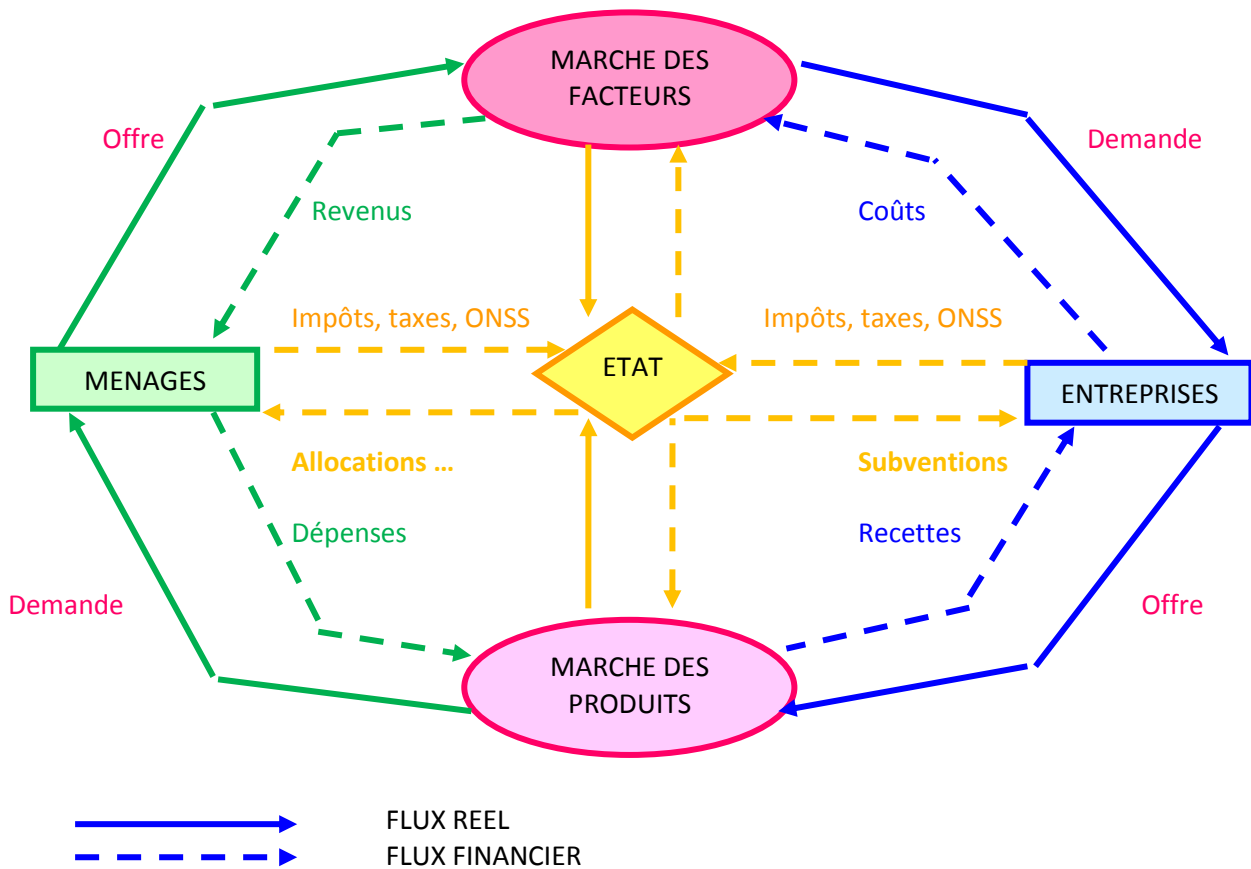 MARCHE DES
FACTEURS
Offre
Demande
Revenus
Coûts
Impôts, taxes, ONSS
Impôts, taxes, ONSS
MENAGES
ETAT
ENTREPRISES
Allocations ...
Subventions
Dépenses
Recettes
Demande
Offre
MARCHE DES
PRODUITS
FLUX REEL
FLUX FINANCIER